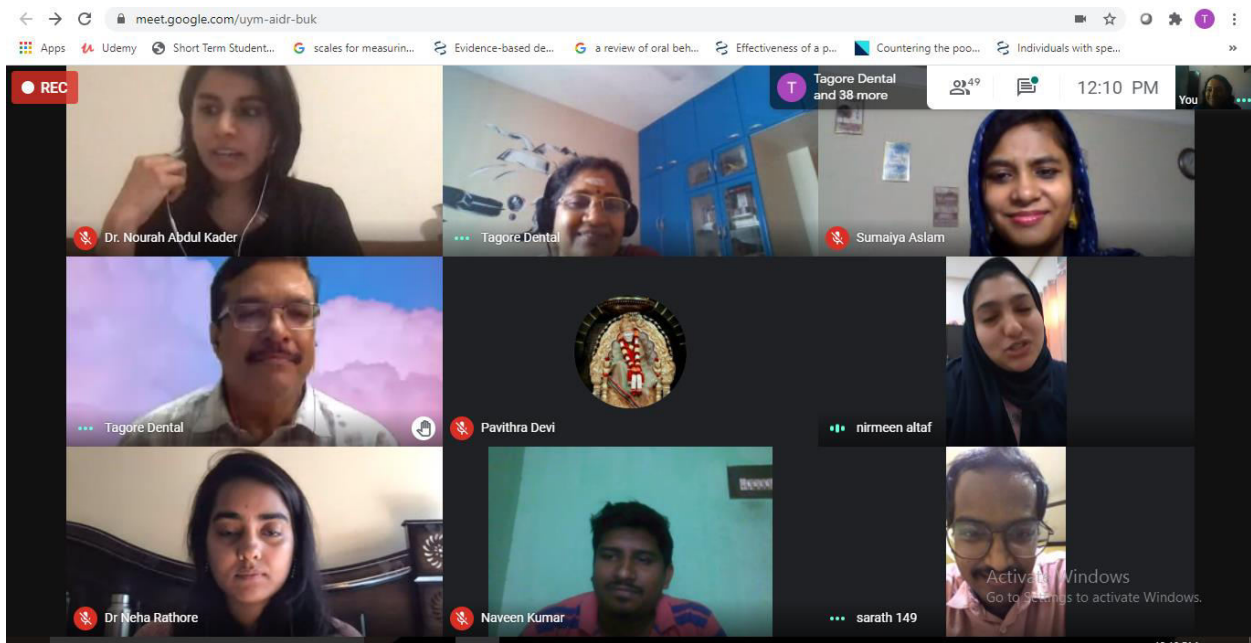 meet.google.com/uym-aidr-buk
T
Apps
Udemy
Short Term Student...
scales for measurin...
Evidence-based de...
a review of oral beh...
Effectiveness of a p...
Countering the poo...
Individuals with spe...
»
REC
T
Tagore Dental
and 38 more
49
12:10 PM
You
Dr. Nourah Abdul Kader
Tagore Dental
Sumaiya Aslam
Tagore Dental
Pavithra Devi
nirmeen altaf
Dr Neha Rathore
Naveen Kumar
sarath 149
Activate Windows
Go to Settings to activate Windows.